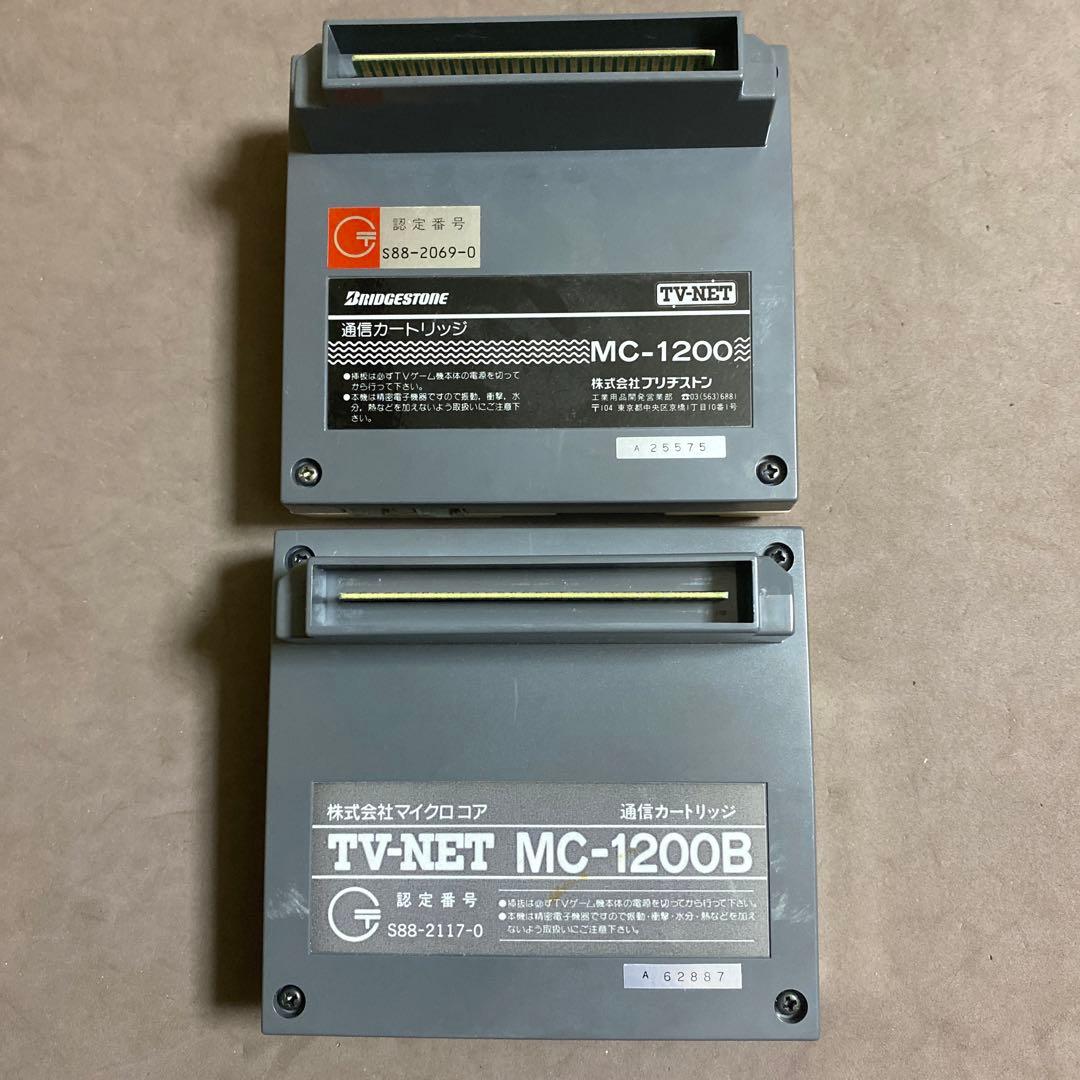 認定番号
S88-2069-0
BRIDGESTONE
TV-NET
通信カートリッジ
MC-1200
●挿抜は必ずTVゲーム機本体の電源を切って
から行って下さい。
●本機は精密電子機器ですので振動,衝撃,水
分,熱などを加えないよう取扱いにご注意下
さい。
株式会社ブリヂストン
工業用品開発営業部 ☎03(563)6881
〒104 東京都中央区京橋1丁目10番1号
A 25575
株式会社マイクロコア
通信カートリッジ
TV-NET MC-1200B
認定番号
S88-2117-0
●挿抜は必ずTVゲーム機本体の電源を切ってから行って下さい。
●本機は精密電子機器ですので振動・衝撃・水分・熱などを加え
ないよう取扱いにご注意下さい。
A 62887